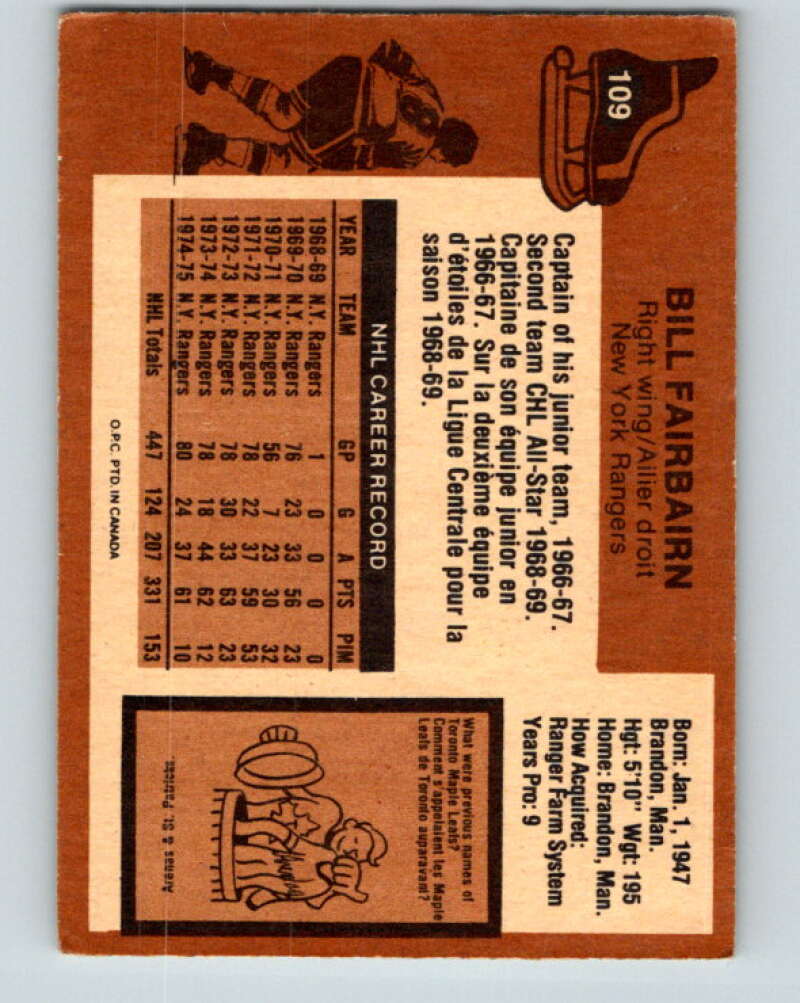 109
BILL FAIRBAIRN
Right wing/Ailier droit
New York Rangers
Born: Jan. 1, 1947
Brandon, Man.
Hgt: 5'10" Wgt: 195
Home: Brandon, Man.
How Acquired:
Ranger Farm System
Years Pro: 9
Captain of his junior team, 1966-67.
Second team CHL All-Star 1968-69.
Capitaine de son équipe junior en
1966-67. Sur la deuxième équipe
d'étoiles de la Ligue Centrale pour la
saison 1968-69.
NHL CAREER RECORD
YEAR TEAM GP G A PTS PIM
1968-69 N.Y. Rangers 1 0 0 0 0
1969-70 N.Y. Rangers 76 23 33 56 23
1970-71 N.Y. Rangers 56 7 23 30 32
1971-72 N.Y. Rangers 78 22 37 59 53
1972-73 N.Y. Rangers 78 30 33 63 23
1973-74 N.Y. Rangers 78 18 44 62 12
1974-75 N.Y. Rangers 80 24 37 61 10
NHL Totals 447 124 207 331 153
O.P.C. PTD. IN CANADA
What were previous names of
Toronto Maple Leafs?
Comment s'appelaient les Maple
Leafs de Toronto auparavant?
Arenas & St. Patricks.